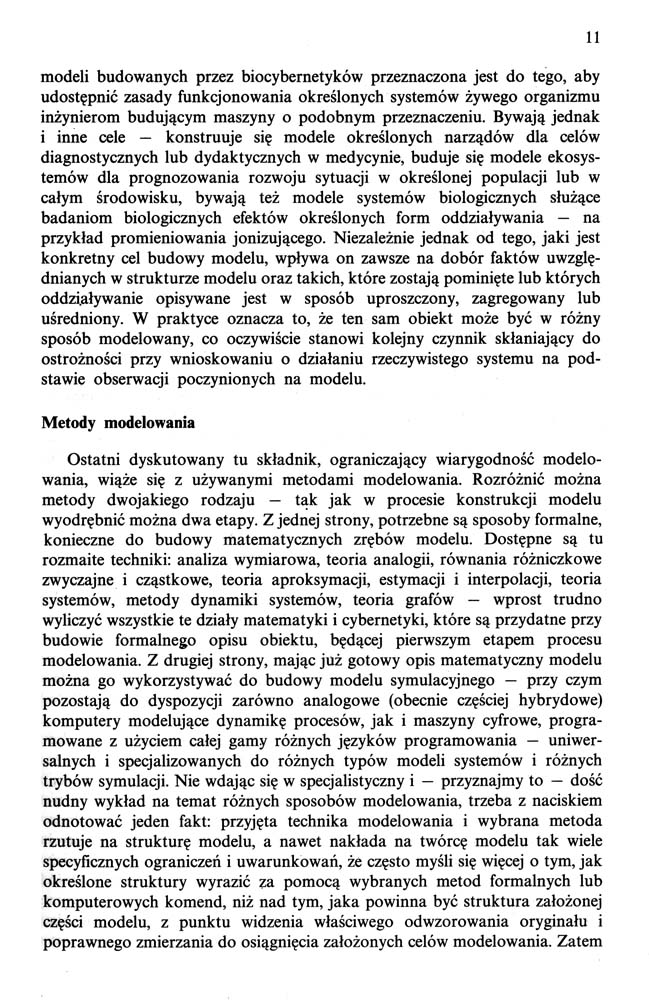 11
modeli budowanych przez biocybernetyków przeznaczona jest do tego, aby
udostępnić zasady funkcjonowania określonych systemów żywego organizmu
inżynierom budującym maszyny o podobnym przeznaczeniu. Bywają jednak
i inne cele — konstruuje się modele określonych narządów dla celów
diagnostycznych lub dydaktycznych w medycynie, buduje się modele ekosys-
temów dla prognozowania rozwoju sytuacji w określonej populacji lub w
całym środowisku, bywają też modele systemów biologicznych służące
badaniom biologicznych efektów określonych form oddziaływania — na
przykład promieniowania jonizującego. Niezależnie jednak od tego, jaki jest
konkretny cel budowy modelu, wpływa on zawsze na dobór faktów uwzglę-
dnianych w strukturze modelu oraz takich, które zostają pominięte lub których
oddziaływanie opisywane jest w sposób uproszczony, zagregowany lub
uśredniony. W praktyce oznacza to, że ten sam obiekt może być w różny
sposób modelowany, co oczywiście stanowi kolejny czynnik skłaniający do
ostrożności przy wnioskowaniu o działaniu rzeczywistego systemu na pod-
stawie obserwacji poczynionych na modelu.
Metody modelowania
Ostatni dyskutowany tu składnik, ograniczający wiarygodność modelo-
wania, wiąże się z używanymi metodami modelowania. Rozróżnić można
metody dwojakiego rodzaju — tak jak w procesie konstrukcji modelu
wyodrębnić można dwa etapy. Z jednej strony, potrzebne są sposoby formalne,
konieczne do budowy matematycznych zrębów modelu. Dostępne są tu
rozmaite techniki: analiza wymiarowa, teoria analogii, równania różniczkowe
zwyczajne i cząstkowe, teoria aproksymacji, estymacji i interpolacji, teoria
systemów, metody dynamiki systemów, teoria grafów — wprost trudno
wyliczyć wszystkie te działy matematyki i cybernetyki, które są przydatne przy
budowie formalnego opisu obiektu, będącej pierwszym etapem procesu
modelowania. Z drugiej strony, mając już gotowy opis matematyczny modelu
można go wykorzystywać do budowy modelu symulacyjnego — przy czym
pozostają do dyspozycji zarówno analogowe (obecnie częściej hybrydowe)
komputery modelujące dynamikę procesów, jak i maszyny cyfrowe, progra-
mowane z użyciem całej gamy różnych języków programowania — uniwer-
salnych i specjalizowanych do różnych typów modeli systemów i różnych
trybów symulacji. Nie wdając się w specjalistyczny i — przyznajmy to — dość
nudny wykład na temat różnych sposobów modelowania, trzeba z naciskiem
odnotować jeden fakt: przyjęta technika modelowania i wybrana metoda
rzutuje na strukturę modelu, a nawet nakłada na twórcę modelu tak wiele
specyficznych ograniczeń i uwarunkowań, że często myśli się więcej o tym, jak
określone struktury wyrazić za pomocą wybranych metod formalnych lub
komputerowych komend, niż nad tym, jaka powinna być struktura założonej
części modelu, z punktu widzenia właściwego odwzorowania oryginału i
poprawnego zmierzania do osiągnięcia założonych celów modelowania. Zatem